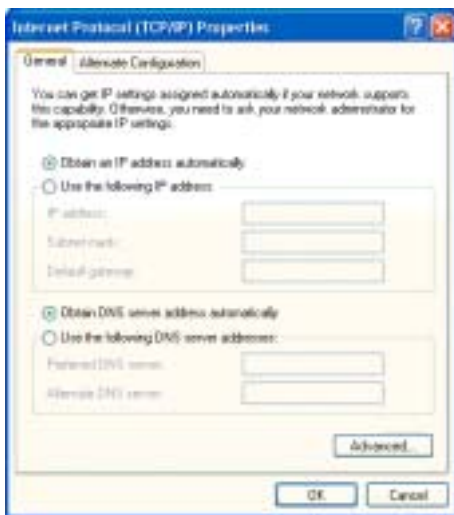 Internet Protocol (TCP/IP) Properties
General
Alternate Configuration
You can get IP settings assigned automatically if your network supports
this capability. Otherwise, you need to ask your network administrator for
the appropriate IP settings.
Obtain an IP address automatically
Use the following IP address:
IP address:
Subnet mask:
Default gateway:
Obtain DNS server address automatically
Use the following DNS server addresses:
Preferred DNS server:
Alternate DNS server:
Advanced...
OK
Cancel